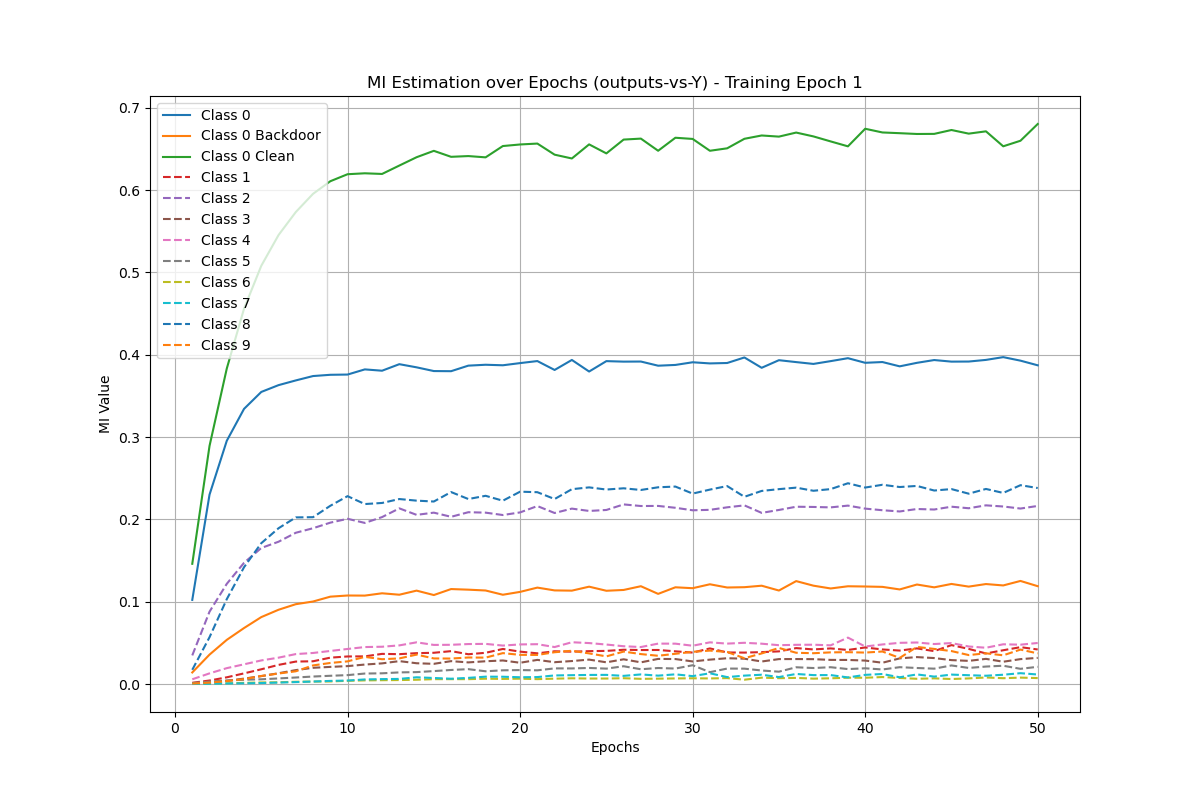 MI Estimation over Epochs (outputs-vs-Y) - Training Epoch 1
Class 0
Class 0 Backdoor
Class 0 Clean
Class 1
Class 2
Class 3
Class 4
Class 5
Class 6
Class 7
Class 8
Class 9
0.7
0.6
0.5
0.4
0.3
0.2
0.1
0.0
MI Value
0 10 20 30 40 50
Epochs